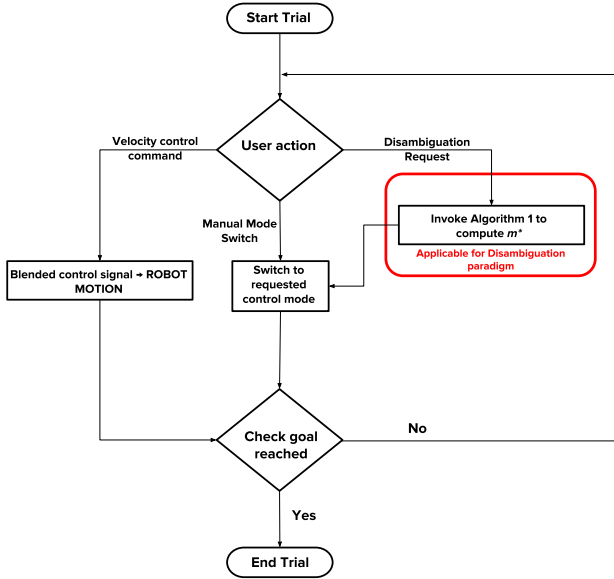 Start Trial
User action
Velocity control
command
Disambiguation
Request
Manual Mode
Switch
Invoke Algorithm 1 to
compute m*
Applicable for Disambiguation
paradigm
Blended control signal → ROBOT
MOTION
Switch to
requested
control mode
Check goal
reached
No
Yes
End Trial